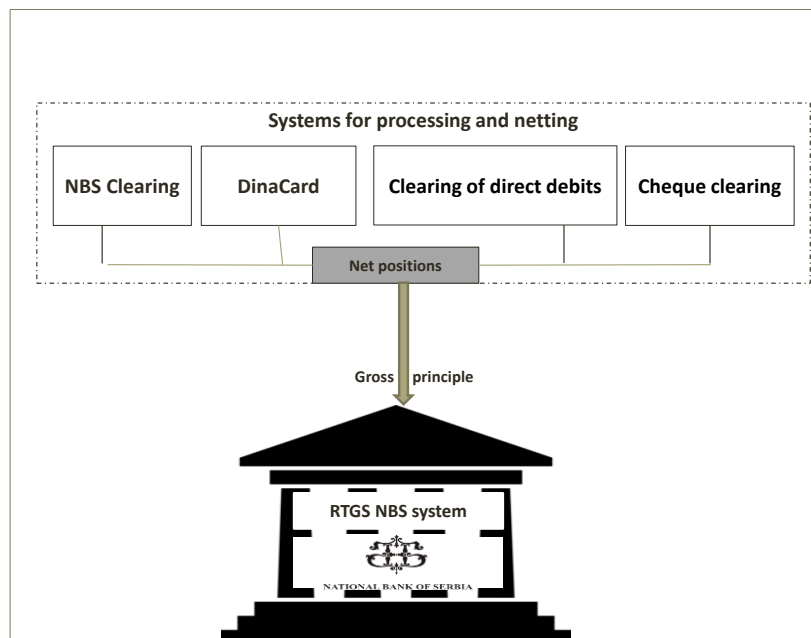 Systems for processing and netting
NBS Clearing
DinaCard
Clearing of direct debits
Cheque clearing
Net positions
Gross principle
RTGS NBS system
NATIONAL BANK OF SERBIA